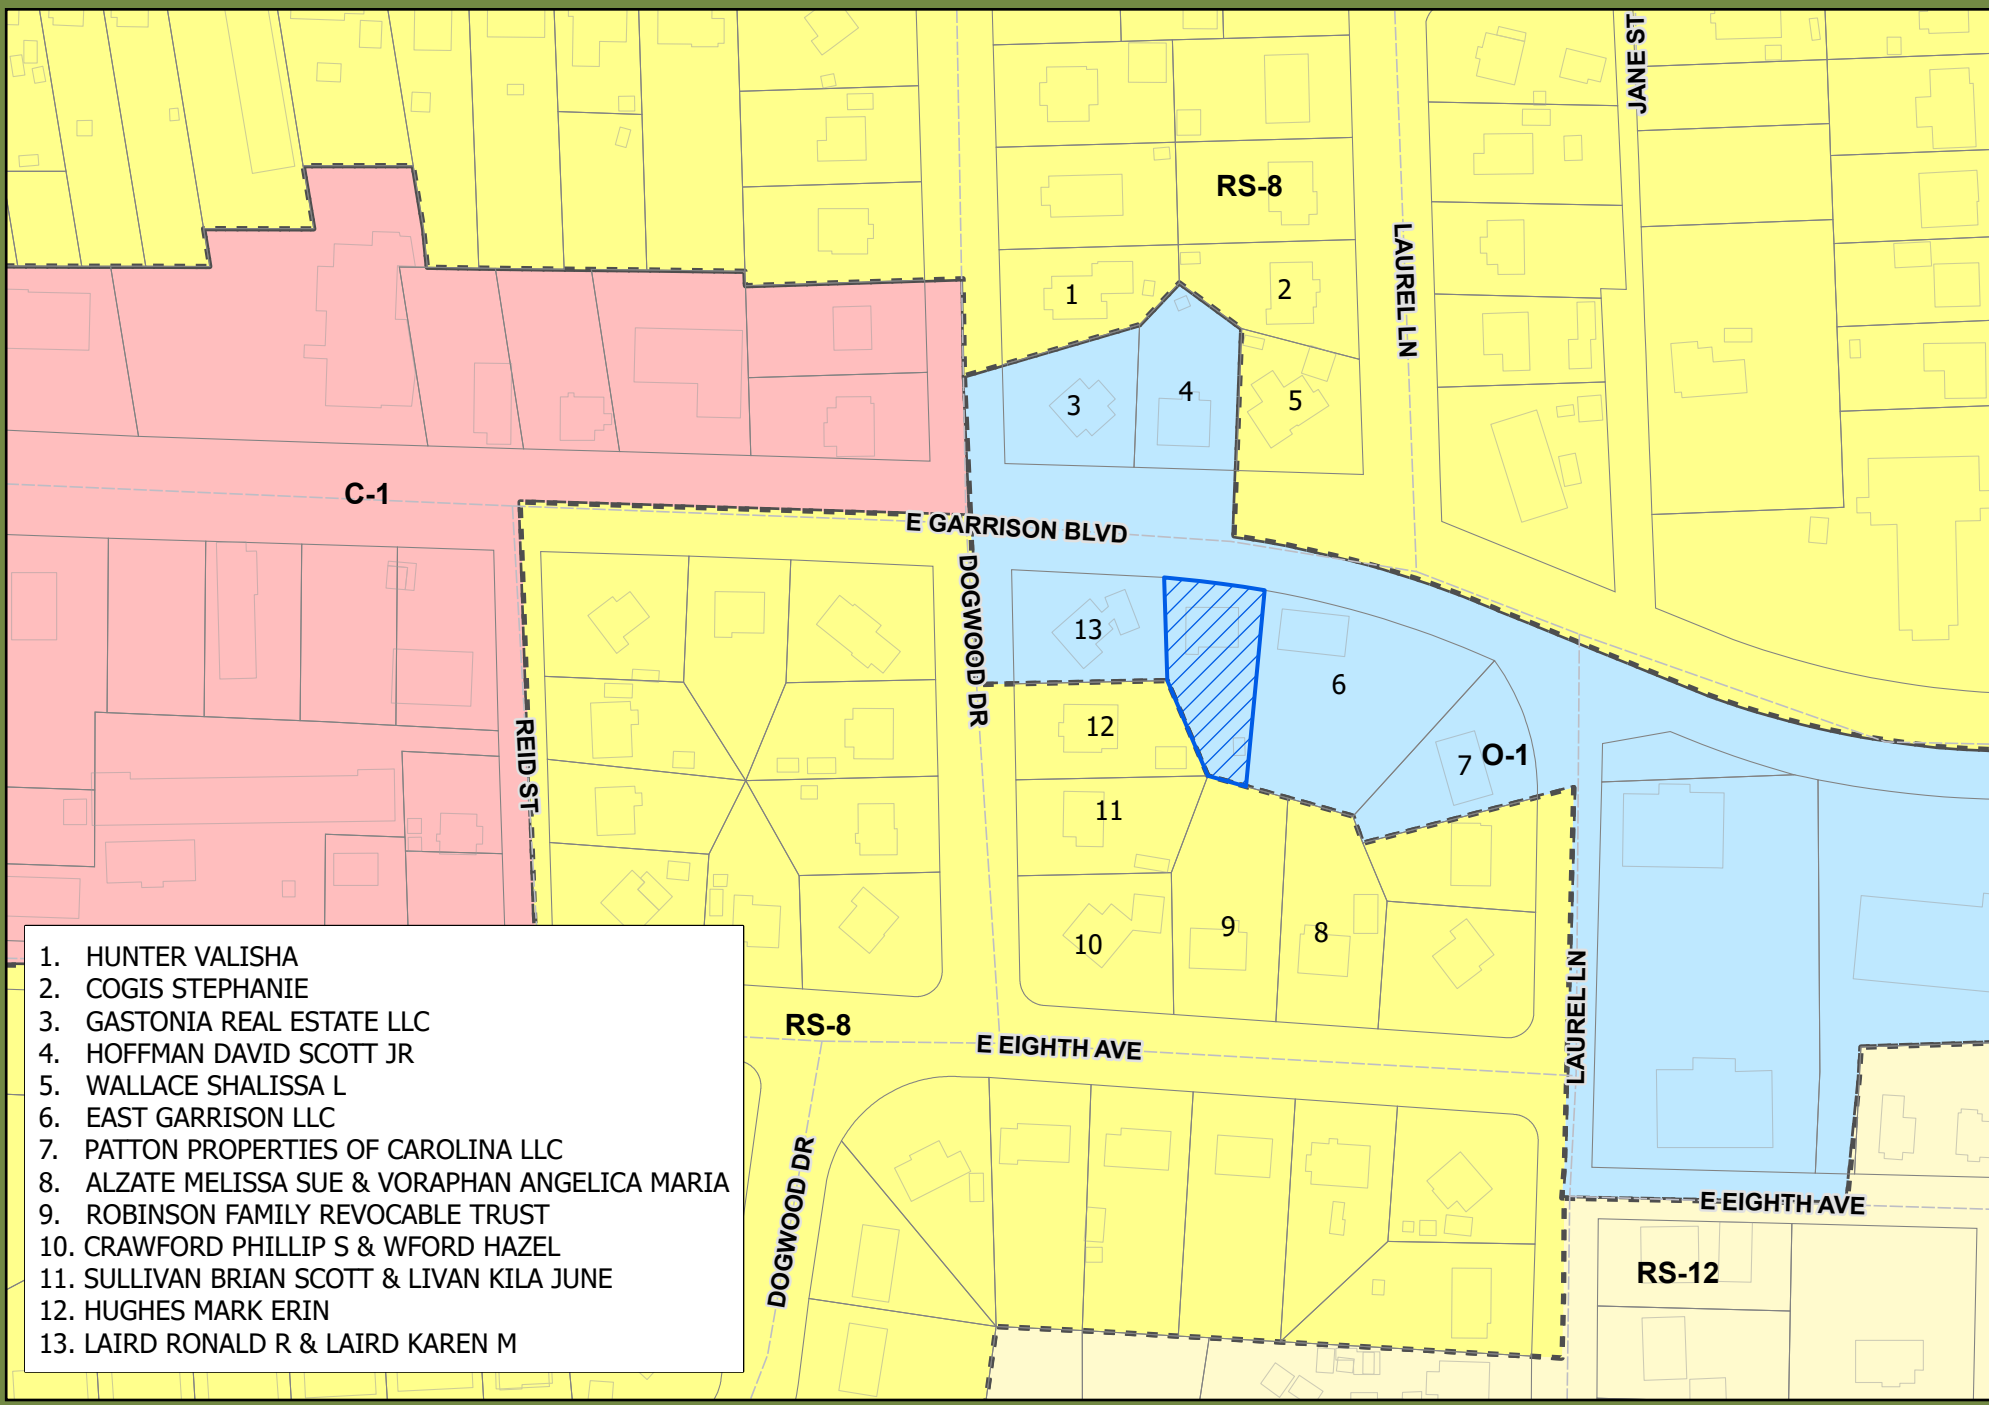 JANE ST
RS-8
LAUREL LN
1
2
3
4
5
C-1
E GARRISON BLVD
DOGWOOD DR
13
6
12
7
O-1
REID ST
11
10
9
8
LAUREL LN
RS-8
E EIGHTH AVE
DOGWOOD DR
E EIGHTH AVE
RS-12
1. HUNTER VALISHA
2. COGIS STEPHANIE
3. GASTONIA REAL ESTATE LLC
4. HOFFMAN DAVID SCOTT JR
5. WALLACE SHALISSA L
6. EAST GARRISON LLC
7. PATTON PROPERTIES OF CAROLINA LLC
8. ALZATE MELISSA SUE & VORAPHAN ANGELICA MARIA
9. ROBINSON FAMILY REVOCABLE TRUST
10. CRAWFORD PHILLIP S & WFORD HAZEL
11. SULLIVAN BRIAN SCOTT & LIVAN KILA JUNE
12. HUGHES MARK ERIN
13. LAIRD RONALD R & LAIRD KAREN M